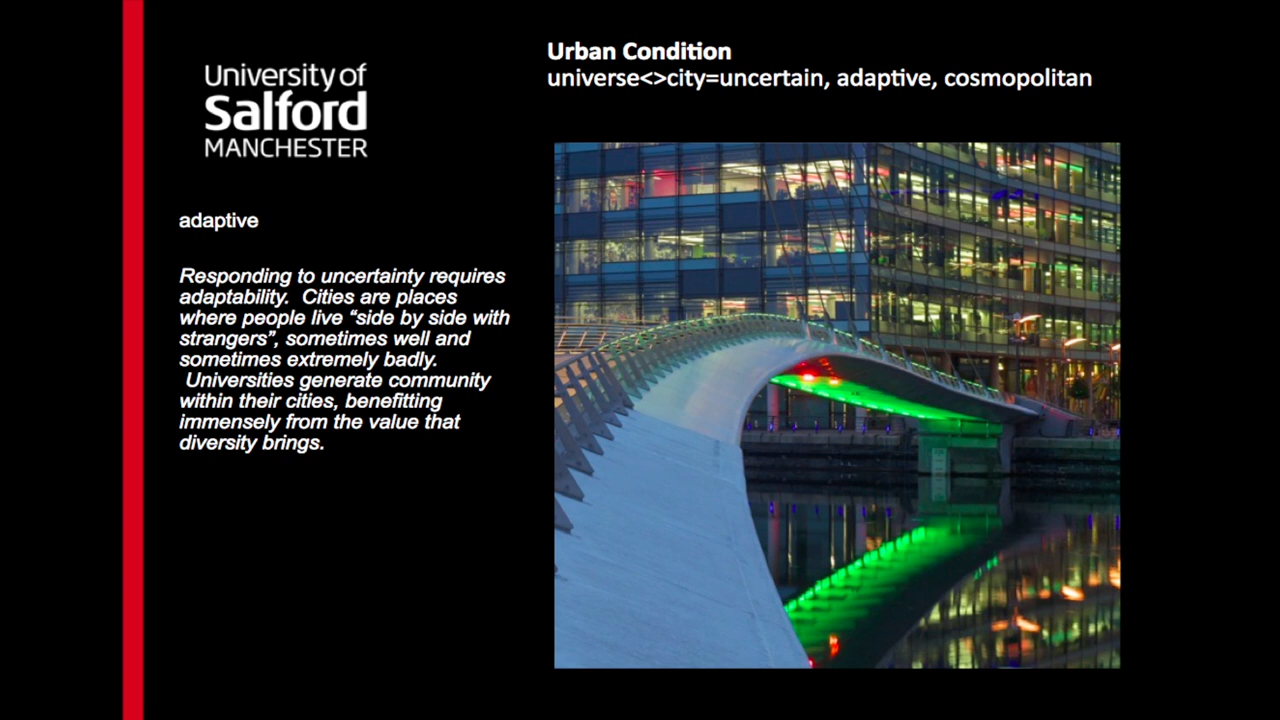 University of
Salford
MANCHESTER
Urban Condition
universe<>city=uncertain, adaptive, cosmopolitan
adaptive
Responding to uncertainty requires
adaptability.  Cities are places
where people live “side by side with
strangers”, sometimes well and
sometimes extremely badly.
Universities generate community
within their cities, benefitting
immensely from the value that
diversity brings.